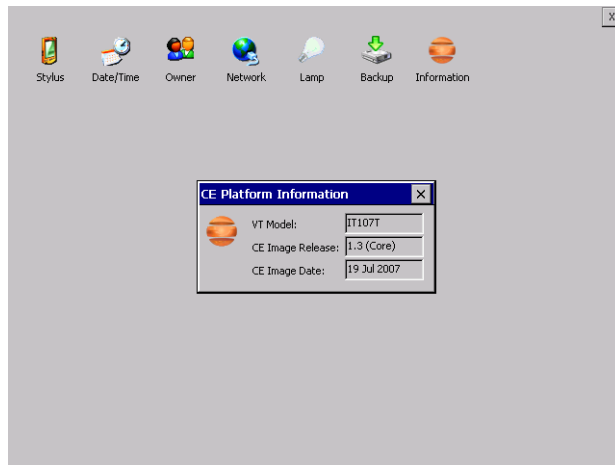 X
Stylus Date/Time Owner Network Lamp Backup Information
CE Platform Information
VT Model: IT107T
CE Image Release: 1.3 (Core)
CE Image Date: 19 Jul 2007